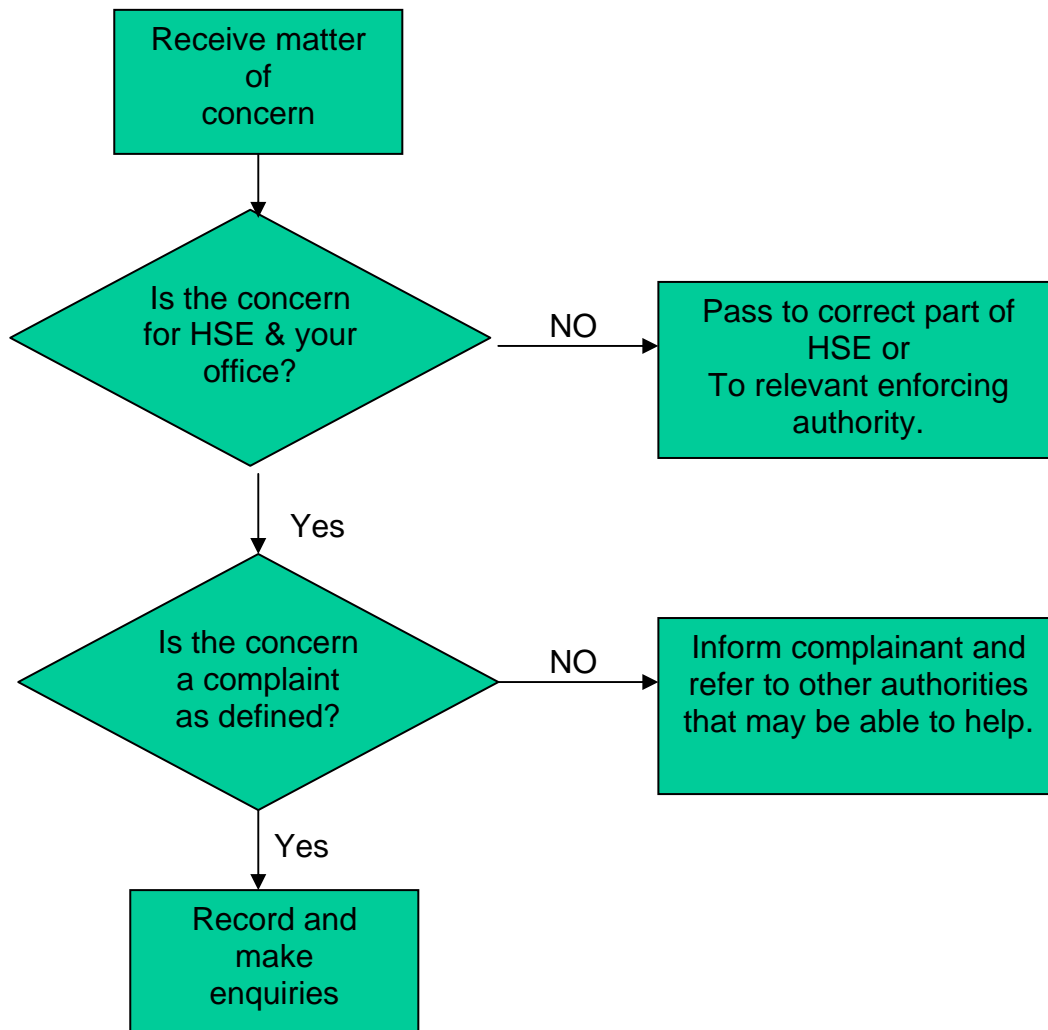 Receive matter
of
concern
Is the concern
for HSE & your
office?
NO
Pass to correct part of
HSE or
To relevant enforcing
authority.
Yes
Is the concern
a complaint
as defined?
NO
Inform complainant and
refer to other authorities
that may be able to help.
Yes
Record and
make
enquiries